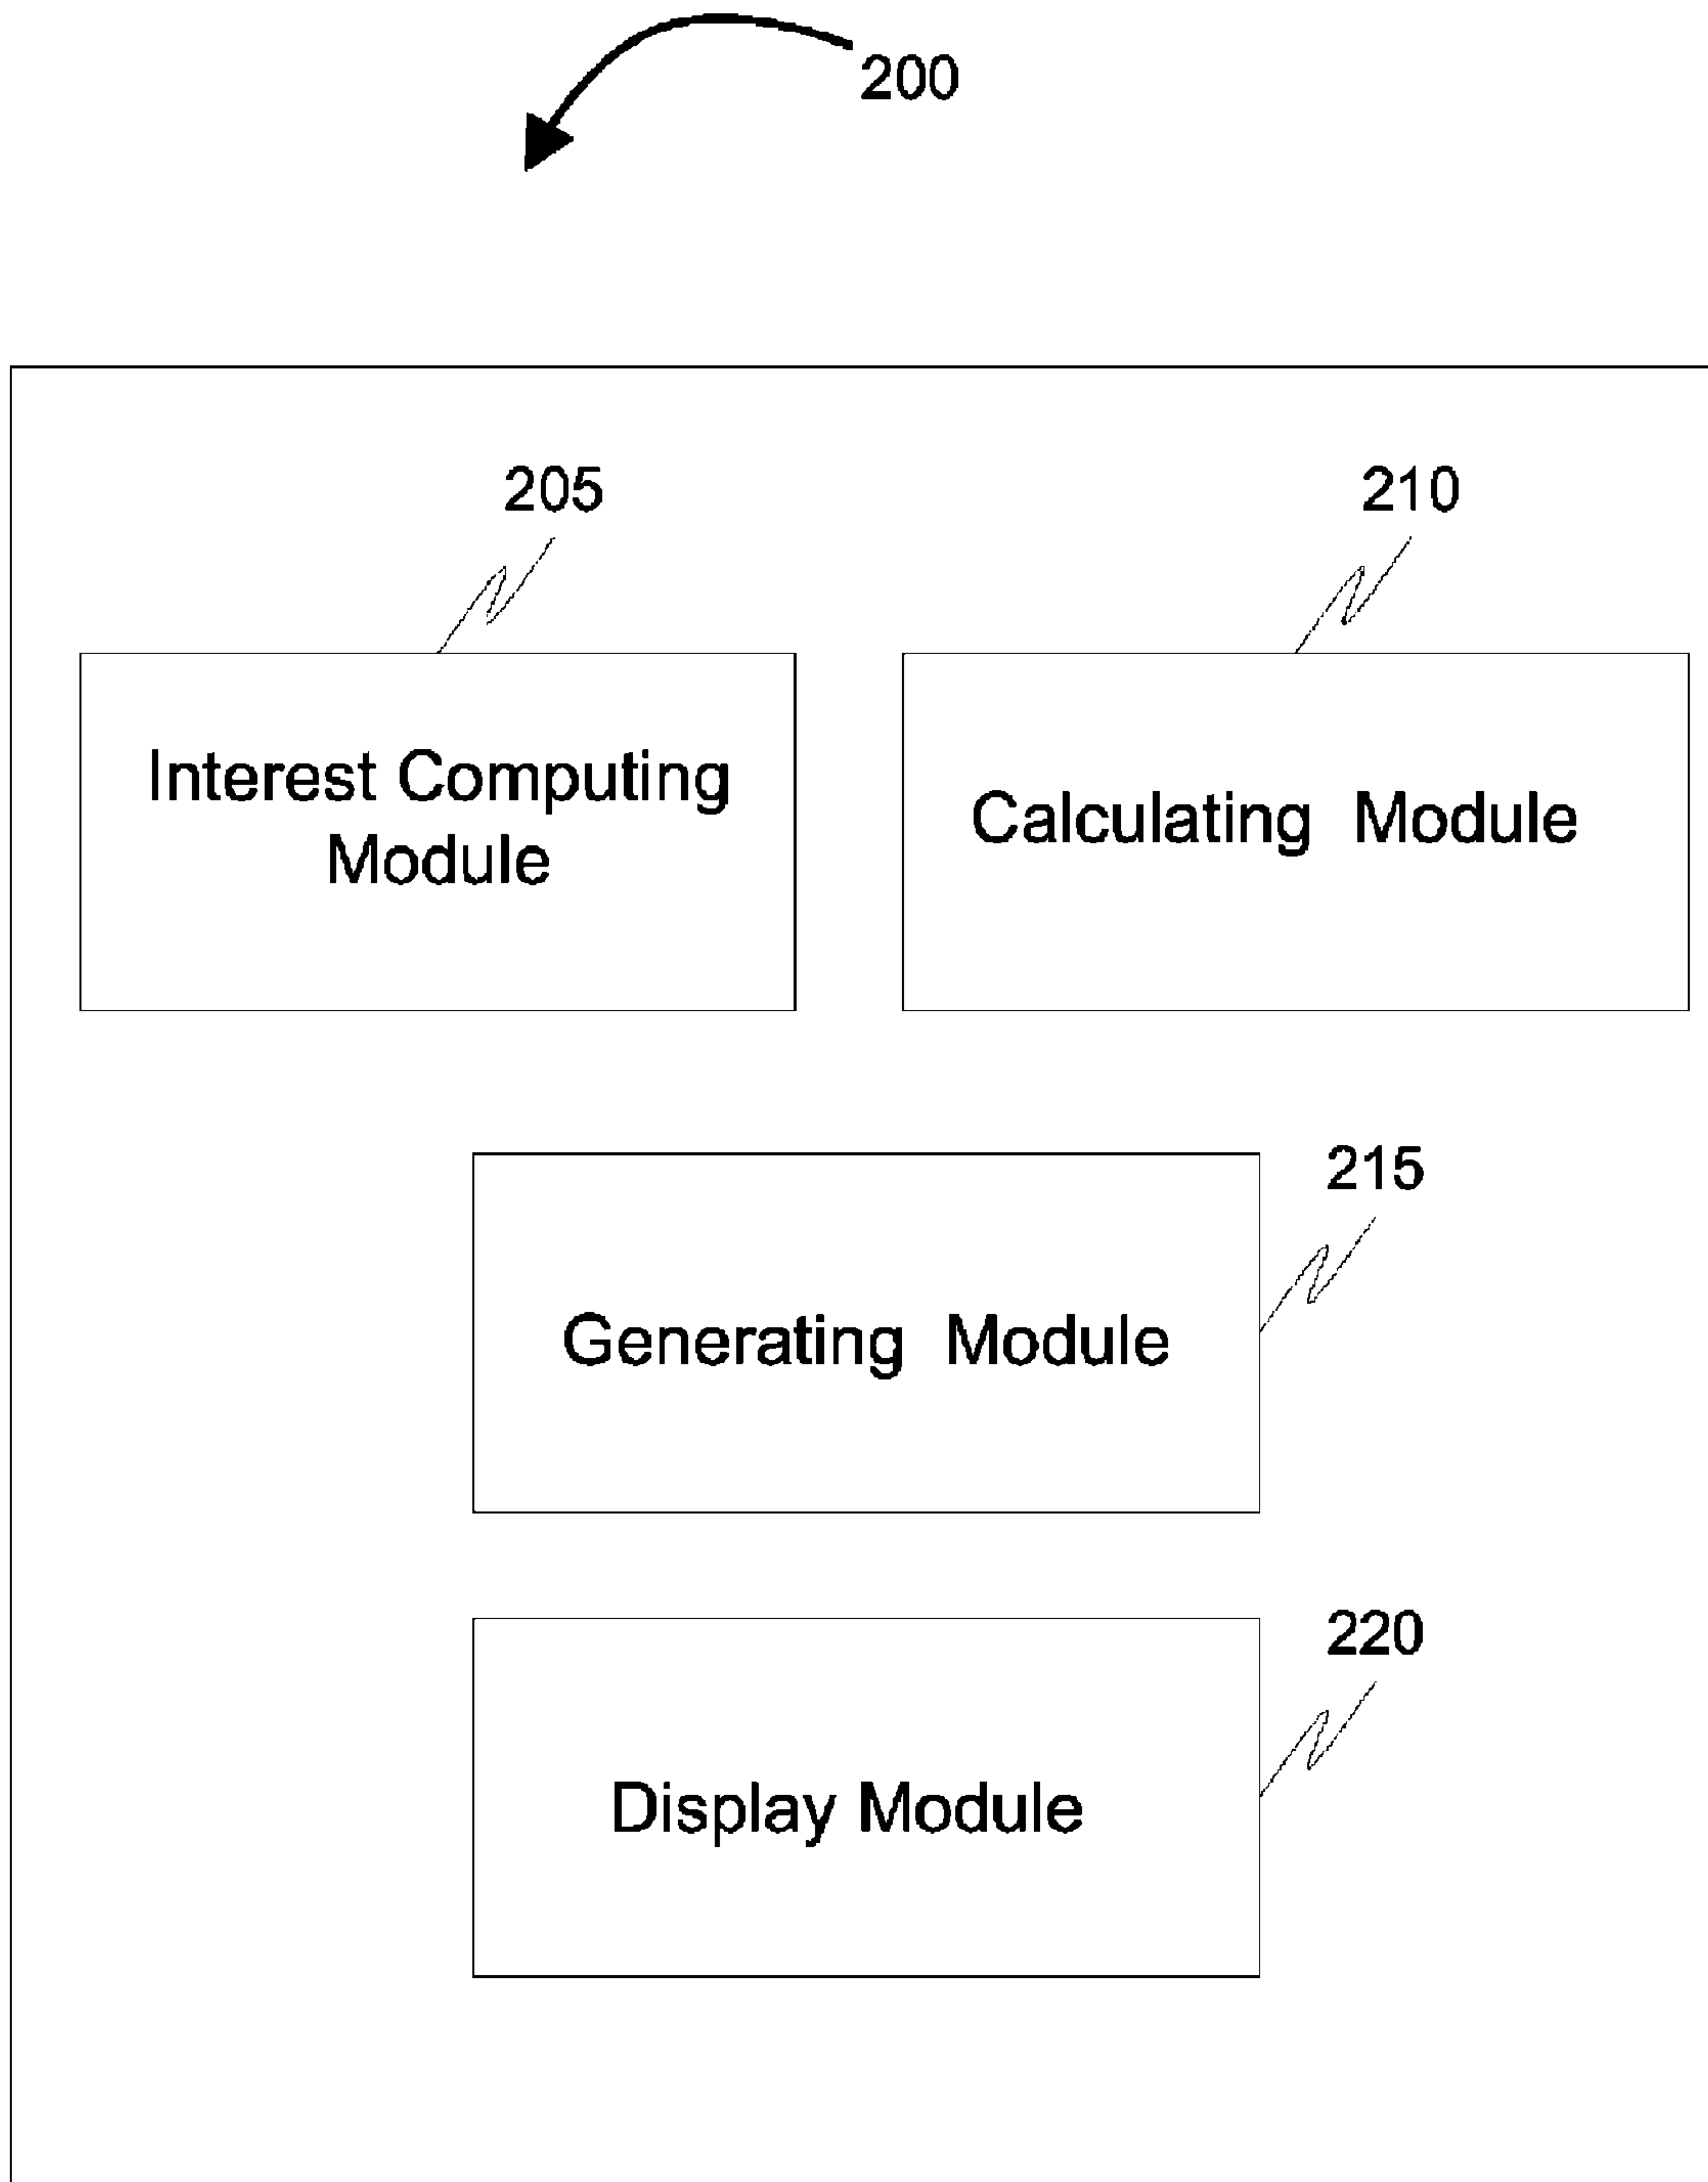 200
205
210
Interest Computing
Module
Calculating Module
215
Generating Module
220
Display Module